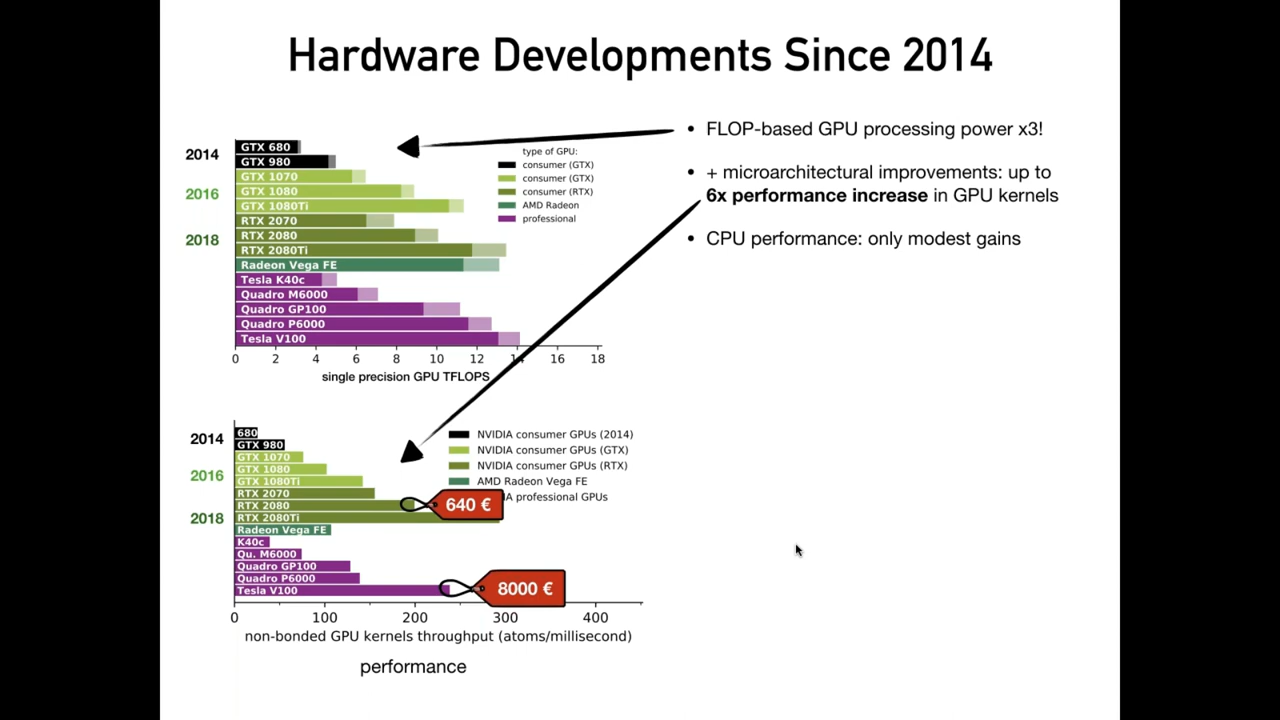 Hardware Developments Since 2014
• FLOP-based GPU processing power x3!
• + microarchitectural improvements: up to
6x performance increase in GPU kernels
• CPU performance: only modest gains
2014
2016
2018
GTX 680
GTX 980
GTX 1070
GTX 1080
GTX 1080Ti
RTX 2070
RTX 2080
RTX 2080Ti
Radeon Vega FE
Tesla K40c
Quadro M6000
Quadro GP100
Quadro P6000
Tesla V100
type of GPU:
consumer (GTX)
consumer (GTX)
consumer (RTX)
AMD Radeon
professional
0 2 4 6 8 10 12 14 16 18
single precision GPU TFLOPS
2014
2016
2018
680
GTX 980
GTX 1070
GTX 1080
GTX 1080Ti
RTX 2070
RTX 2080
RTX 2080Ti
Radeon Vega FE
K40c
Qu. M6000
Quadro GP100
Quadro P6000
Tesla V100
NVIDIA consumer GPUs (2014)
NVIDIA consumer GPUs (GTX)
NVIDIA consumer GPUs (RTX)
AMD Radeon Vega FE
IA professional GPUs
640 €
8000 €
0 100 200 300 400
non-bonded GPU kernels throughput (atoms/millisecond)
performance